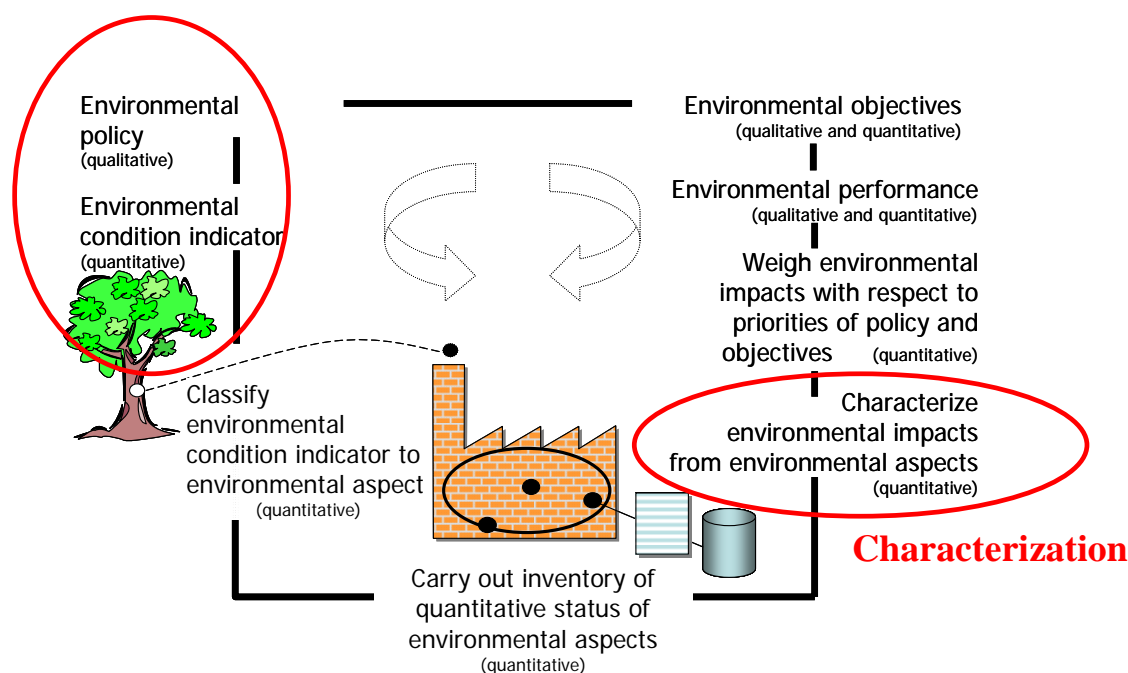 Environmental
policy
(qualitative)
Environmental
condition indicator
(quantitative)
Classify
environmental
condition indicator to
environmental aspect
(quantitative)
Carry out inventory of
quantitative status of
environmental aspects
(quantitative)
Environmental objectives
(qualitative and quantitative)
Environmental performance
(qualitative and quantitative)
Weigh environmental
impacts with respect to
priorities of policy and
objectives (quantitative)
Characterize
environmental impacts
from environmental aspects
(quantitative)
Characterization